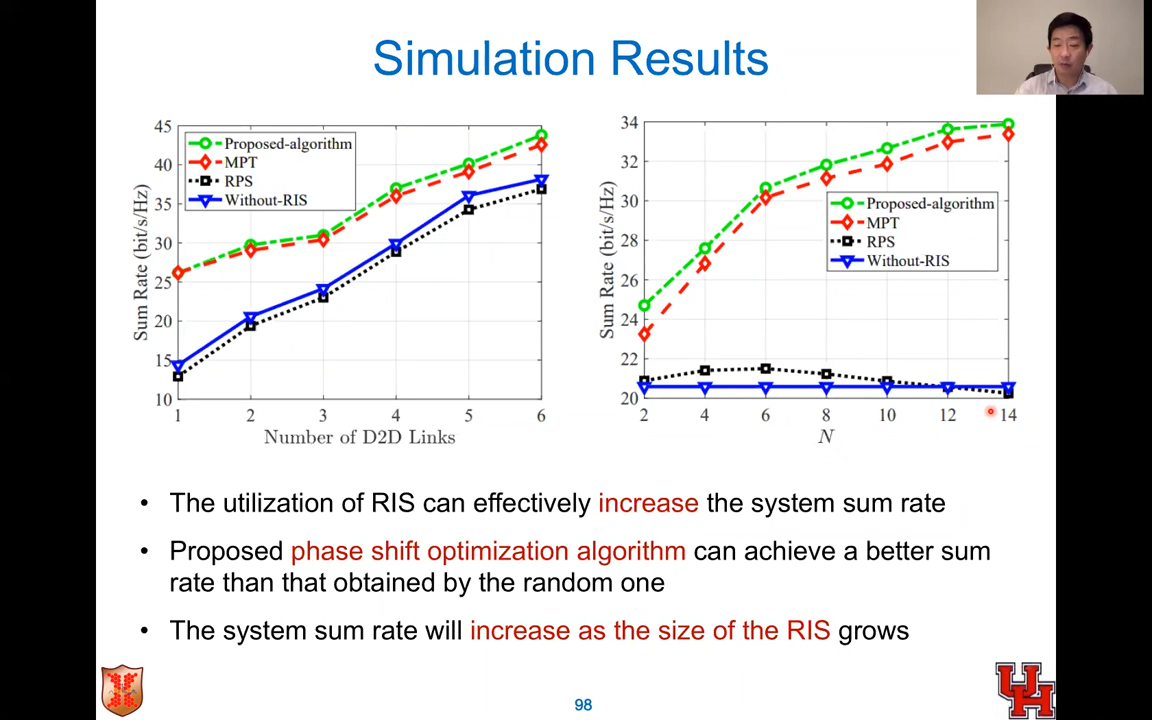 Simulation Results
45
40
35
30
25
20
15
10
Sum Rate (bit/s/Hz)
Proposed-algorithm
MPT
RPS
Without-RIS
1 2 3 4 5 6
Number of D2D Links
34
32
30
28
26
24
22
20
Sum Rate (bit/s/Hz)
Proposed-algorithm
MPT
RPS
Without-RIS
2 4 6 8 10 12 14
N
• The utilization of RIS can effectively increase the system sum rate
• Proposed phase shift optimization algorithm can achieve a better sum
rate than that obtained by the random one
• The system sum rate will increase as the size of the RIS grows
98
UH